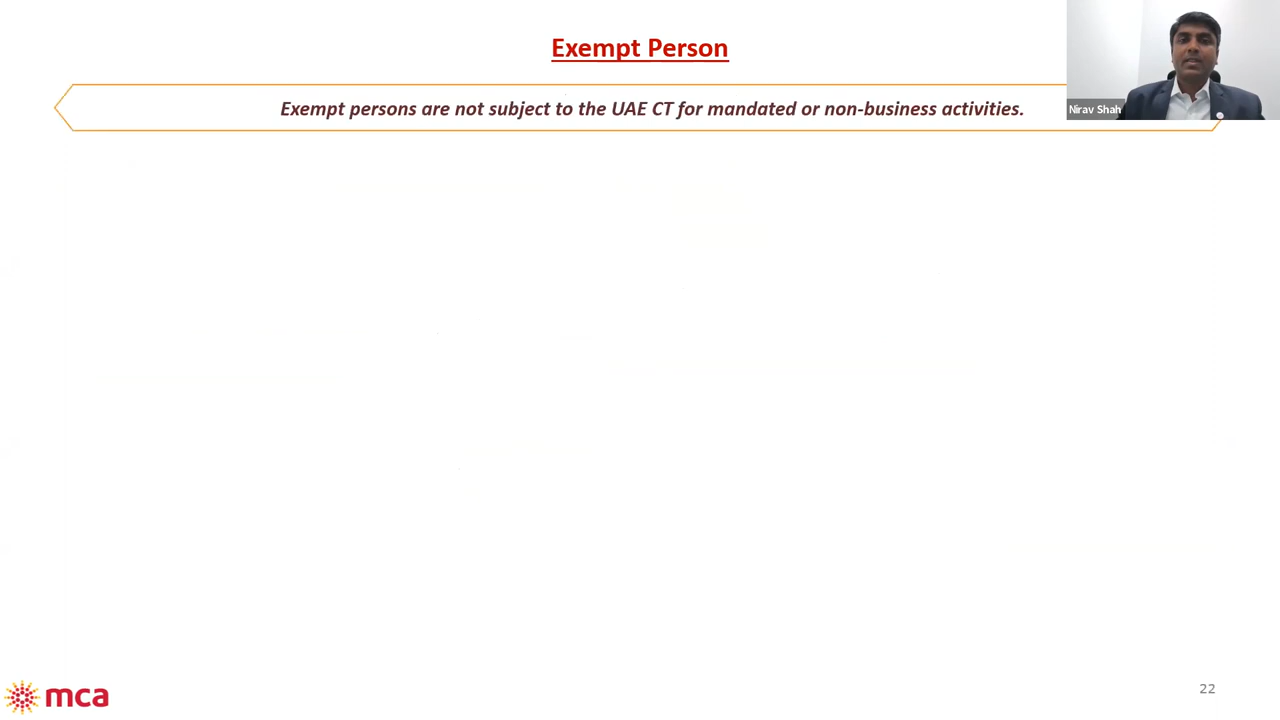 Exempt Person
Exempt persons are not subject to the UAE CT for mandated or non-business activities.
Nirav Shah
mca
22